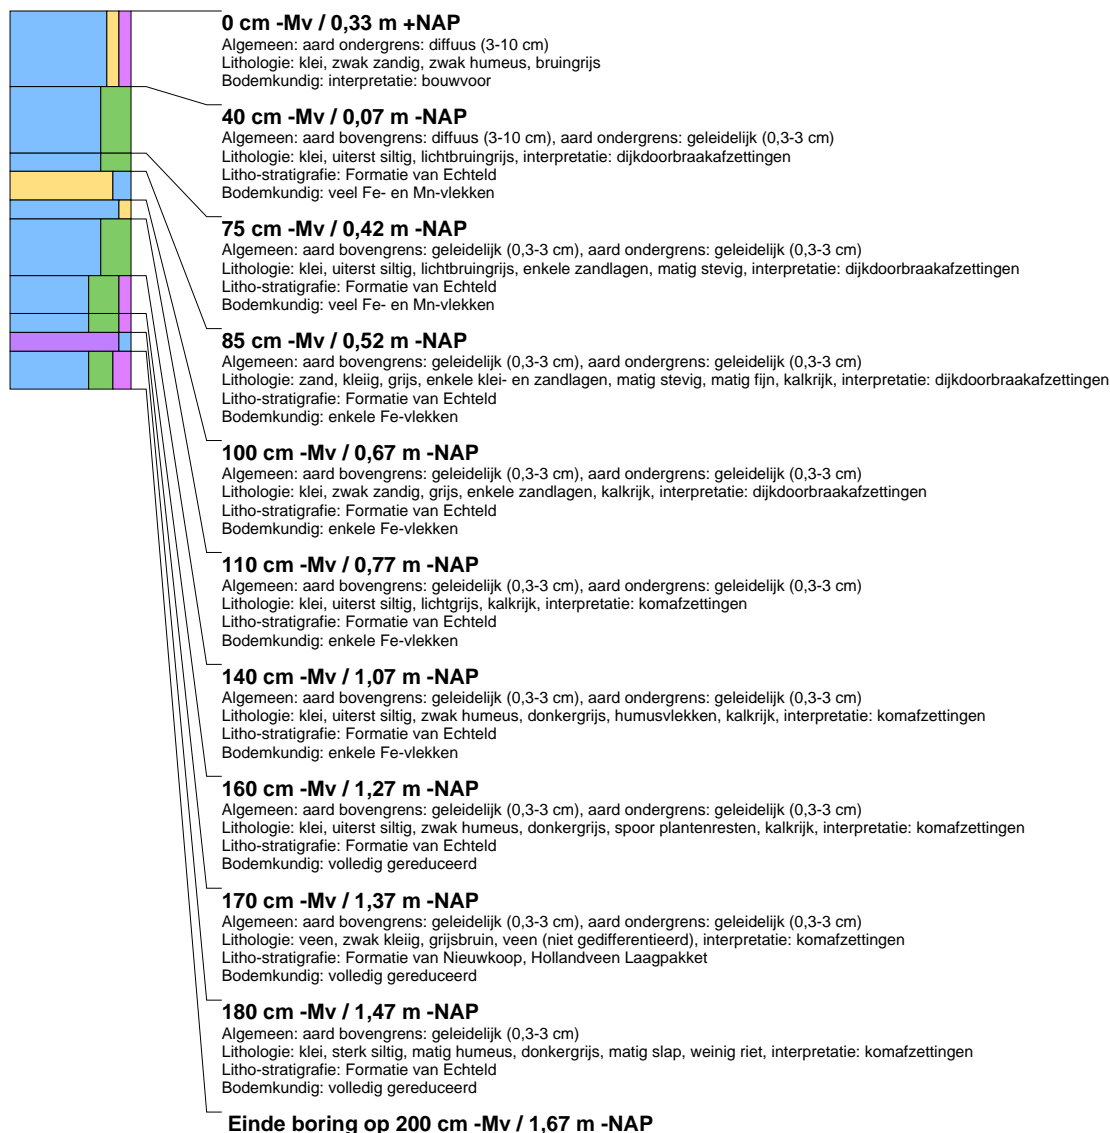 0 cm -Mv / 0,33 m +NAP
Algemeen: aard ondergrens: diffuus (3-10 cm)
Lithologie: klei, zwak zandig, zwak humeus, bruingrijs
Bodemkundig: interpretatie: bouwvoor
40 cm -Mv / 0,07 m -NAP
Algemeen: aard bovengrens: diffuus (3-10 cm), aard ondergrens: geleidelijk (0,3-3 cm)
Lithologie: klei, uiterst siltig, lichtbruingrijs, interpretatie: dijkdoorbraakafzettingen
Litho-stratigrafie: Formatie van Echteld
Bodemkundig: veel Fe- en Mn-vlekken
75 cm -Mv / 0,42 m -NAP
Algemeen: aard bovengrens: geleidelijk (0,3-3 cm), aard ondergrens: geleidelijk (0,3-3 cm)
Lithologie: klei, uiterst siltig, lichtbruingrijs, enkele zandlagen, matig stevig, interpretatie: dijkdoorbraakafzettingen
Litho-stratigrafie: Formatie van Echteld
Bodemkundig: veel Fe- en Mn-vlekken
85 cm -Mv / 0,52 m -NAP
Algemeen: aard bovengrens: geleidelijk (0,3-3 cm), aard ondergrens: geleidelijk (0,3-3 cm)
Lithologie: zand, kleiig, grijs, enkele klei- en zandlagen, matig stevig, matig fijn, kalkrijk, interpretatie: dijkdoorbraakafzettingen
Litho-stratigrafie: Formatie van Echteld
Bodemkundig: enkele Fe-vlekken
100 cm -Mv / 0,67 m -NAP
Algemeen: aard bovengrens: geleidelijk (0,3-3 cm), aard ondergrens: geleidelijk (0,3-3 cm)
Lithologie: klei, zwak zandig, grijs, enkele zandlagen, kalkrijk, interpretatie: dijkdoorbraakafzettingen
Litho-stratigrafie: Formatie van Echteld
Bodemkundig: enkele Fe-vlekken
110 cm -Mv / 0,77 m -NAP
Algemeen: aard bovengrens: geleidelijk (0,3-3 cm), aard ondergrens: geleidelijk (0,3-3 cm)
Lithologie: klei, uiterst siltig, lichtgrijs, kalkrijk, interpretatie: komafzettingen
Litho-stratigrafie: Formatie van Echteld
Bodemkundig: enkele Fe-vlekken
140 cm -Mv / 1,07 m -NAP
Algemeen: aard bovengrens: geleidelijk (0,3-3 cm), aard ondergrens: geleidelijk (0,3-3 cm)
Lithologie: klei, uiterst siltig, zwak humeus, donkergrijs, humusvlekken, kalkrijk, interpretatie: komafzettingen
Litho-stratigrafie: Formatie van Echteld
Bodemkundig: enkele Fe-vlekken
160 cm -Mv / 1,27 m -NAP
Algemeen: aard bovengrens: geleidelijk (0,3-3 cm), aard ondergrens: geleidelijk (0,3-3 cm)
Lithologie: klei, uiterst siltig, zwak humeus, donkergrijs, spoor plantenresten, kalkrijk, interpretatie: komafzettingen
Litho-stratigrafie: Formatie van Echteld
Bodemkundig: volledig gereduceerd
170 cm -Mv / 1,37 m -NAP
Algemeen: aard bovengrens: geleidelijk (0,3-3 cm), aard ondergrens: geleidelijk (0,3-3 cm)
Lithologie: veen, zwak kleiig, grijsbruin, veen (niet gedifferentieerd), interpretatie: komafzettingen
Litho-stratigrafie: Formatie van Nieuwkoop, Hollandveen Laagpakket
Bodemkundig: volledig gereduceerd
180 cm -Mv / 1,47 m -NAP
Algemeen: aard bovengrens: geleidelijk (0,3-3 cm)
Lithologie: klei, sterk siltig, matig humeus, donkergrijs, matig slap, weinig riet, interpretatie: komafzettingen
Litho-stratigrafie: Formatie van Echteld
Bodemkundig: volledig gereduceerd
Einde boring op 200 cm -Mv / 1,67 m -NAP